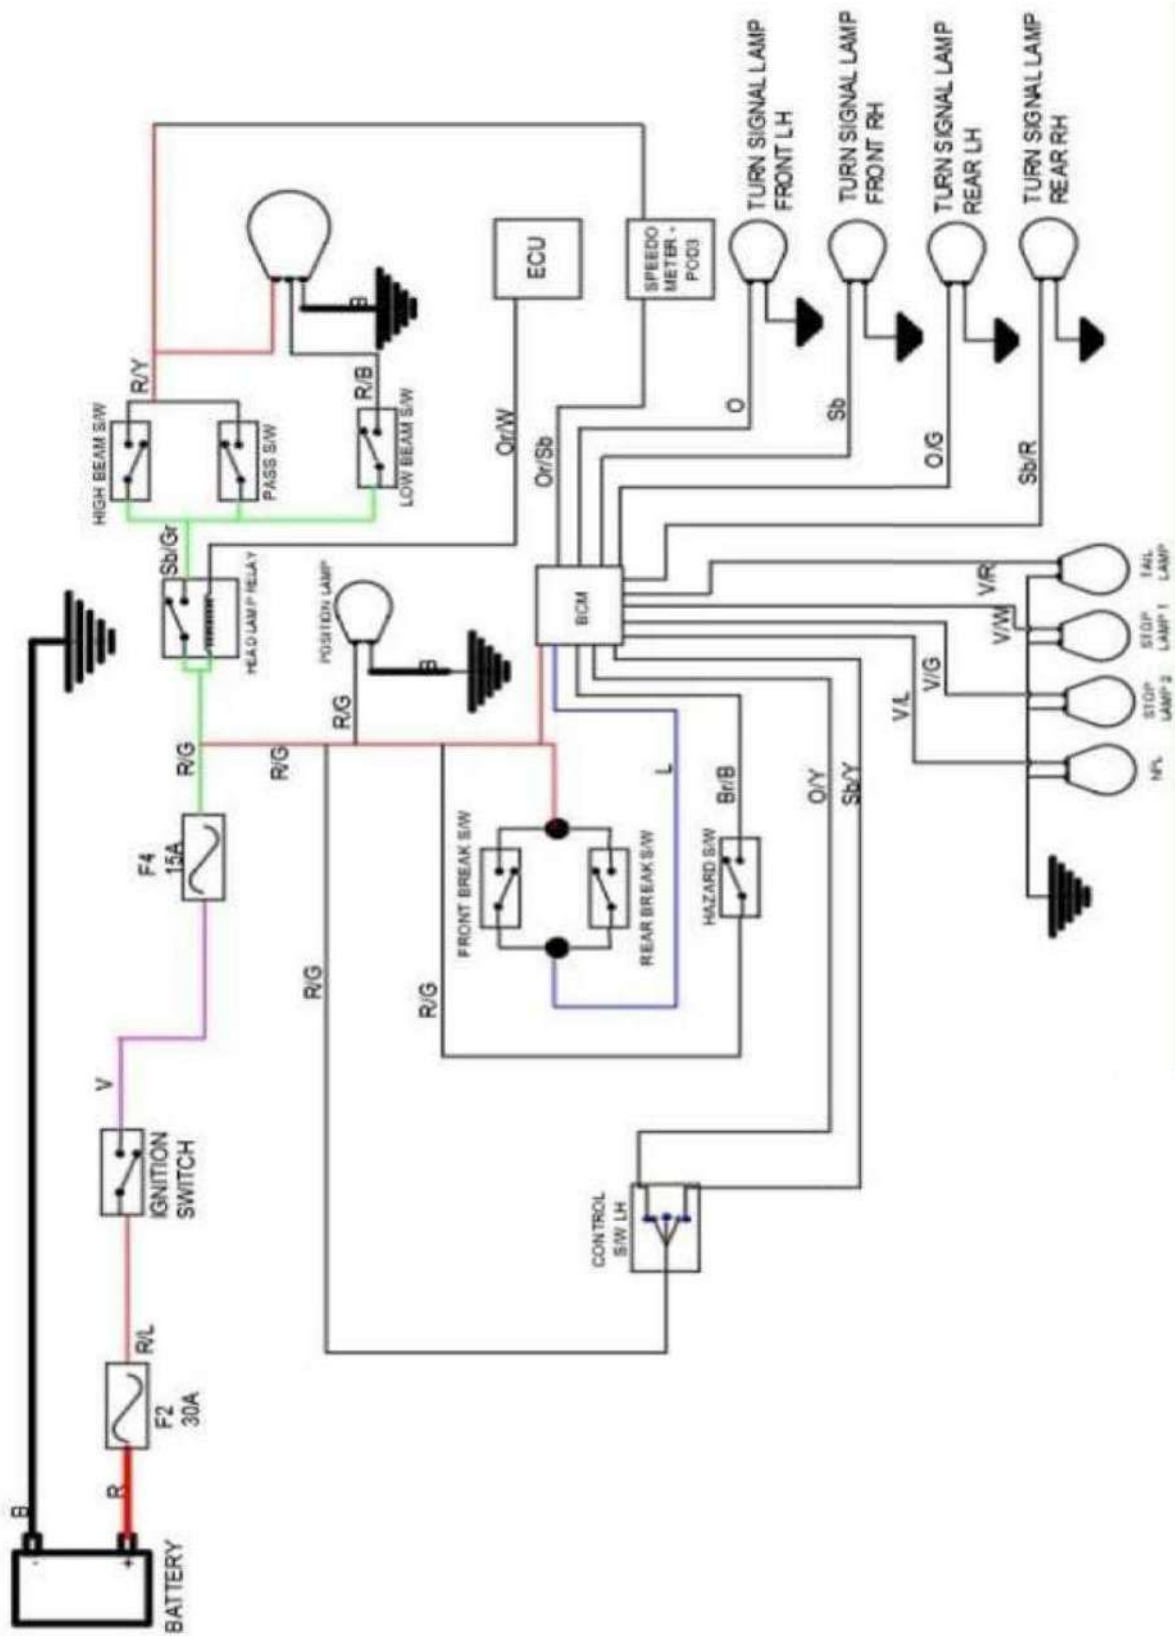 BATTERY
-
+
B
R
F2
30A
R/L
IGNITION
SWITCH
V
F4
15A
R/G
R/G
HEAD LAMP RELAY
Sb/Gr
HIGH BEAM S/W
PASS S/W
LOW BEAM S/W
R/Y
R/B
B
POSITION LAMP
R/G
B
Or/W
ECU
Or/Sb
SPEEDO
METER -
POD3
BCM
R/G
R/G
FRONT BREAK S/W
REAR BREAK S/W
L
HAZARD S/W
Br/B
O/Y
Sb/Y
CONTROL
S/W LH
O
TURN SIGNAL LAMP
FRONT LH
Sb
TURN SIGNAL LAMP
FRONT RH
O/G
TURN SIGNAL LAMP
REAR LH
Sb/R
TURN SIGNAL LAMP
REAR RH
V/R
TAIL
LAMP
V/W
STOP
LAMP 1
V/G
STOP
LAMP 2
V/L
NPL